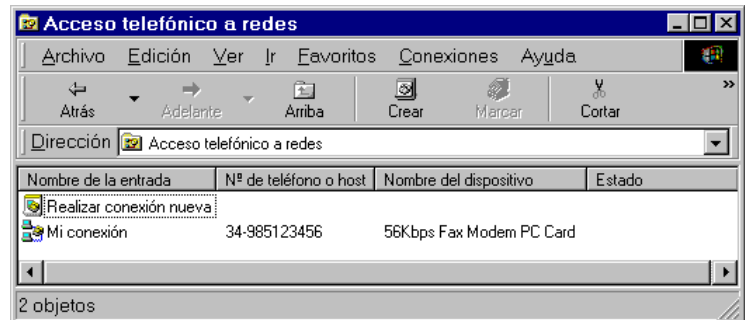 Acceso telefónico a redes
Archivo Edición Ver Ir Favoritos Conexiones Ayuda
Atrás Adelante Arriba Crear Marcar Cortar »
Dirección Acceso telefónico a redes
Nombre de la entrada Nº de teléfono o host Nombre del dispositivo Estado
Realizar conexión nueva
Mi conexión 34-985123456 56Kbps Fax Modem PC Card
2 objetos